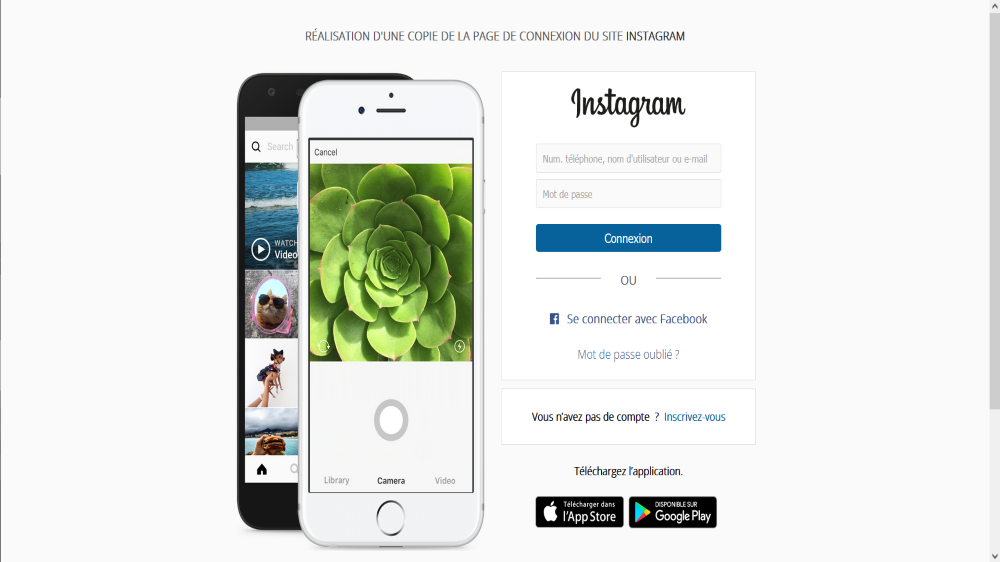 RÉALISATION D'UNE COPIE DE LA PAGE DE CONNEXION DU SITE INSTAGRAM
Search
WATCH
Video
Cancel
Library Camera Video
Instagram
Num. téléphone, nom d'utilisateur ou e-mail
Mot de passe
Connexion
OU
Se connecter avec Facebook
Mot de passe oublié ?
Vous n'avez pas de compte ? Inscrivez-vous
Téléchargez l'application.
Télécharger dans
l'App Store
DISPONIBLE SUR
Google Play